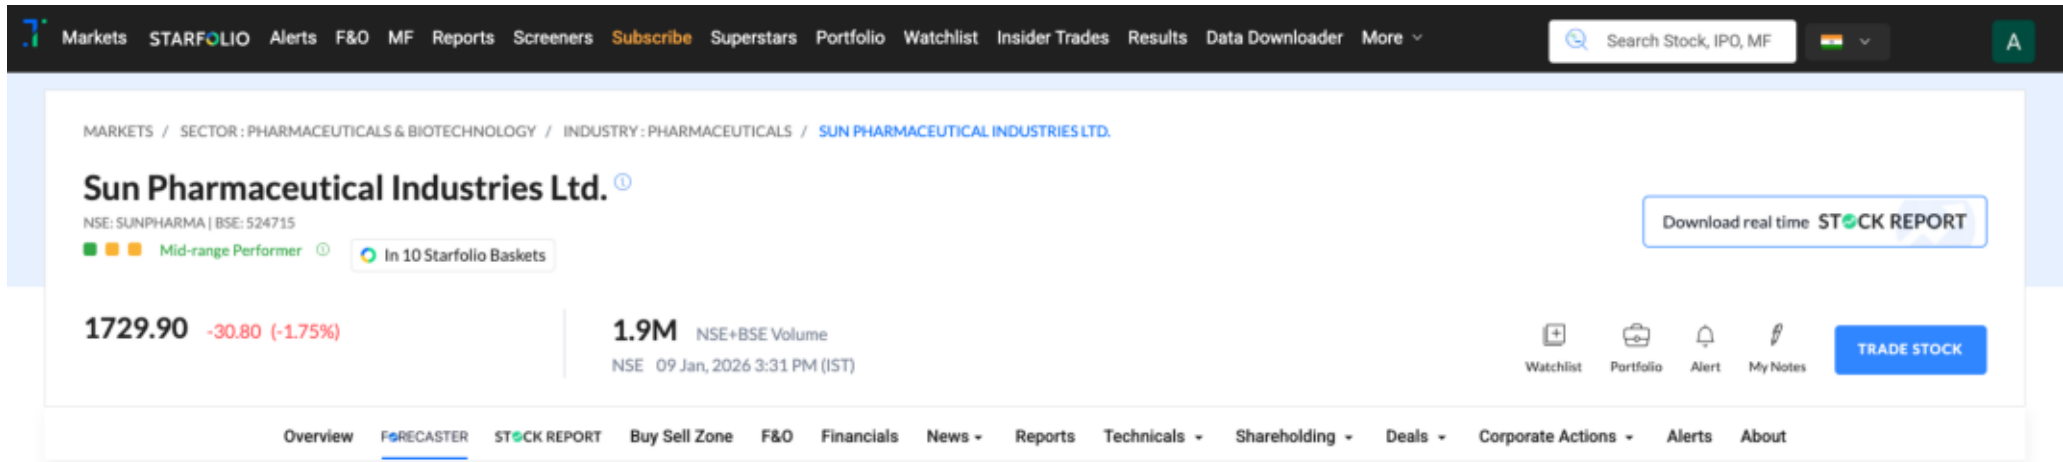 Markets STARFOLIO Alerts F&O MF Reports Screeners Subscribe Superstars Portfolio Watchlist Insider Trades Results Data Downloader More Search Stock, IPO, MF A
MARKETS / SECTOR : PHARMACEUTICALS & BIOTECHNOLOGY / INDUSTRY : PHARMACEUTICALS / SUN PHARMACEUTICAL INDUSTRIES LTD.
Sun Pharmaceutical Industries Ltd.
NSE: SUNPHARMA | BSE: 524715
Download real time STOCK REPORT
Mid-range Performer In 10 Starfolio Baskets
1729.90 -30.80 (-1.75%) 1.9M NSE+BSE Volume
NSE 09 Jan, 2026 3:31 PM (IST)
Watchlist Portfolio Alert My Notes TRADE STOCK
Overview FORECASTER STOCK REPORT Buy Sell Zone F&O Financials News Reports Technicals Shareholding Deals Corporate Actions Alerts About